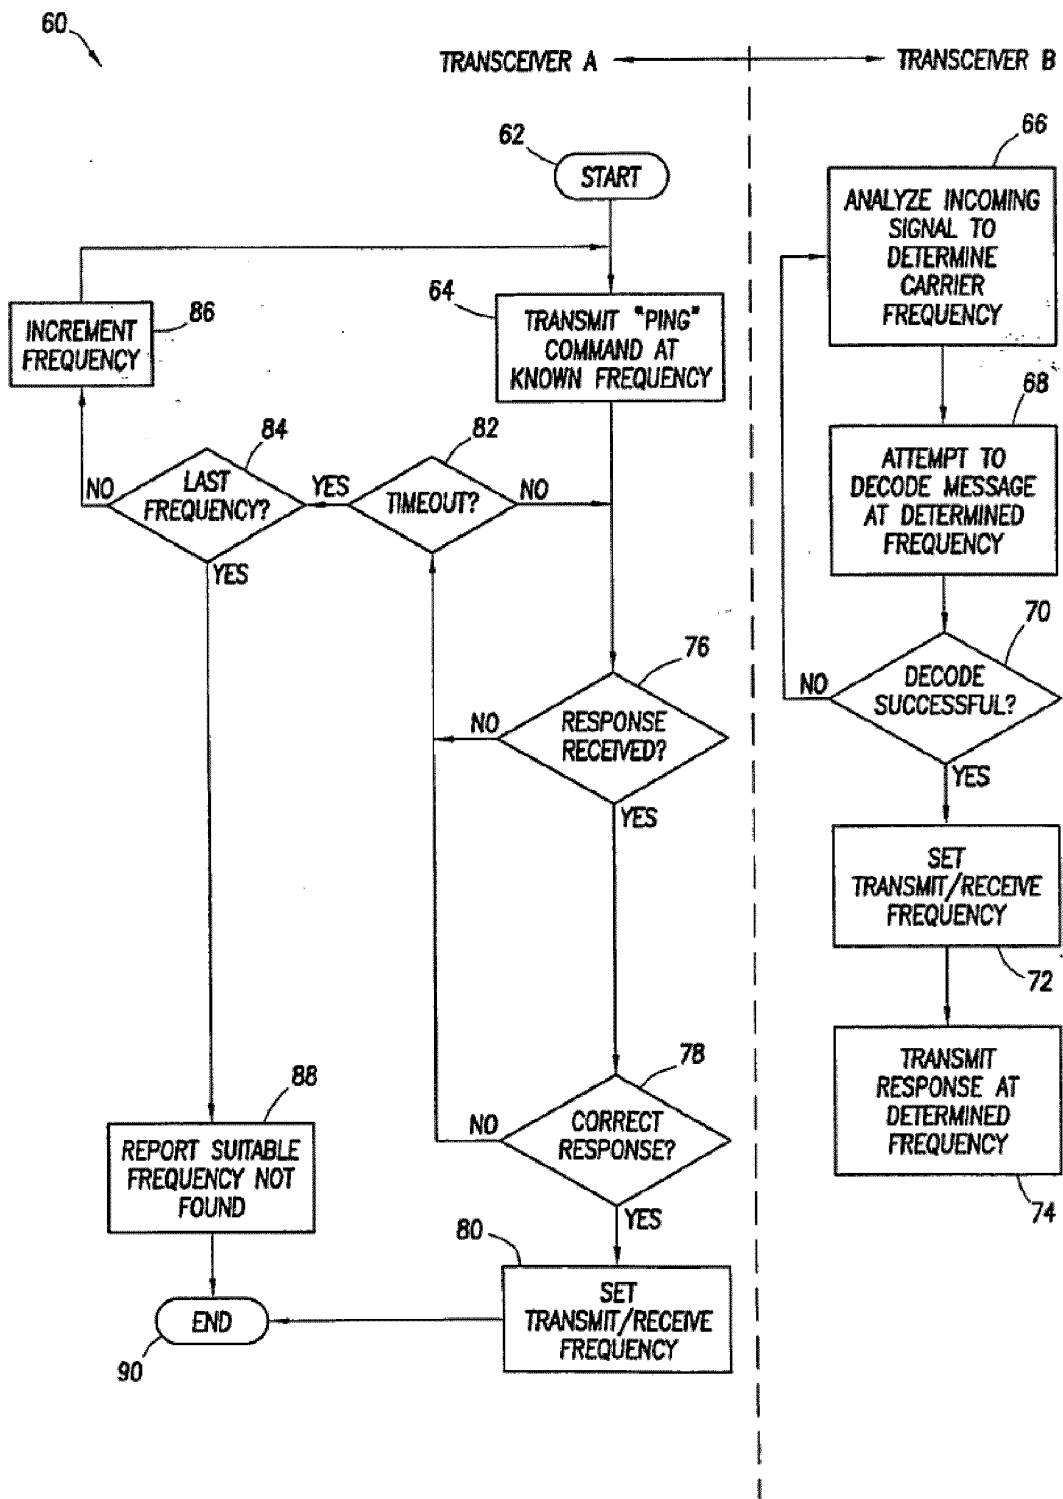 60
TRANSCEIVER A
TRANSCEIVER B
62
START
66
ANALYZE INCOMING
SIGNAL TO
DETERMINE
CARRIER
FREQUENCY
64
TRANSMIT "PING"
COMMAND AT
KNOWN FREQUENCY
86
INCREMENT
FREQUENCY
68
ATTEMPT TO
DECODE MESSAGE
AT DETERMINED
FREQUENCY
84
LAST
FREQUENCY?
NO
YES
YES
82
TIMEOUT?
NO
70
DECODE
SUCCESSFUL?
NO
YES
76
RESPONSE
RECEIVED?
NO
YES
SET
TRANSMIT/RECEIVE
FREQUENCY
72
TRANSMIT
RESPONSE AT
DETERMINED
FREQUENCY
74
78
CORRECT
RESPONSE?
NO
YES
88
REPORT SUITABLE
FREQUENCY NOT
FOUND
80
SET
TRANSMIT/RECEIVE
FREQUENCY
END
90